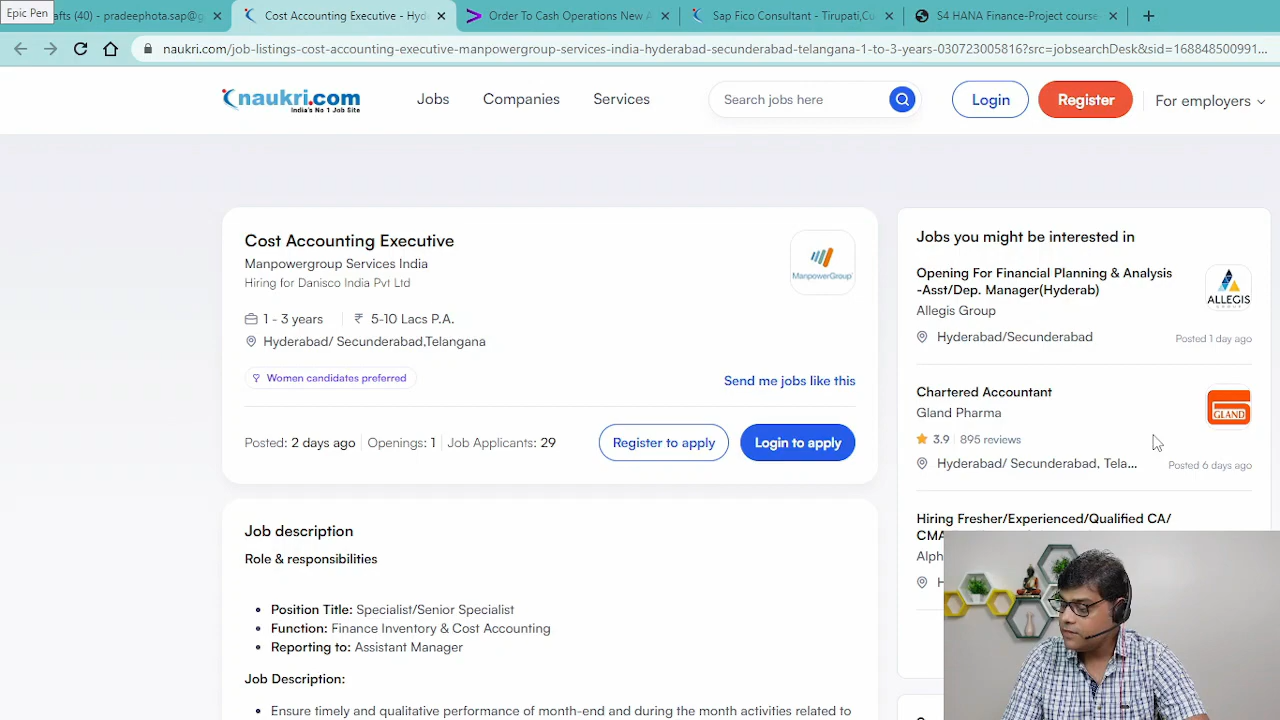 Epic Pen
afts (40) - pradeephota.sap@g
Cost Accounting Executive - Hyd
Order To Cash Operations New A
Sap Fico Consultant - Tirupati,Cu
S4 HANA Finance-Project course
naukri.com/job-listings-cost-accounting-executive-manpowergroup-services-india-hyderabad-secunderabad-telangana-1-to-3-years-030723005816?src=jobsearchDesk&sid=168848500991...
naukri.com
India's No 1 Job Site
Jobs
Companies
Services
Search jobs here
Login
Register
For employers
Cost Accounting Executive
Manpowergroup Services India
Hiring for Danisco India Pvt Ltd
ManpowerGroup
1 - 3 years
₹ 5-10 Lacs P.A.
Hyderabad/ Secunderabad,Telangana
Women candidates preferred
Send me jobs like this
Posted: 2 days ago
Openings: 1
Job Applicants: 29
Register to apply
Login to apply
Job description
Role & responsibilities
• Position Title: Specialist/Senior Specialist
• Function: Finance Inventory & Cost Accounting
• Reporting to: Assistant Manager
Job Description:
• Ensure timely and qualitative performance of month-end and during the month activities related to
Jobs you might be interested in
Opening For Financial Planning & Analysis
-Asst/Dep. Manager(Hyderab)
Allegis Group
ALLEGIS
GROUP
Hyderabad/Secunderabad
Posted 1 day ago
Chartered Accountant
Gland Pharma
GLAND
3.9
895 reviews
Hyderabad/ Secunderabad, Tela...
Posted 6 days ago
Hiring Fresher/Experienced/Qualified CA/
CMA
Alph
H